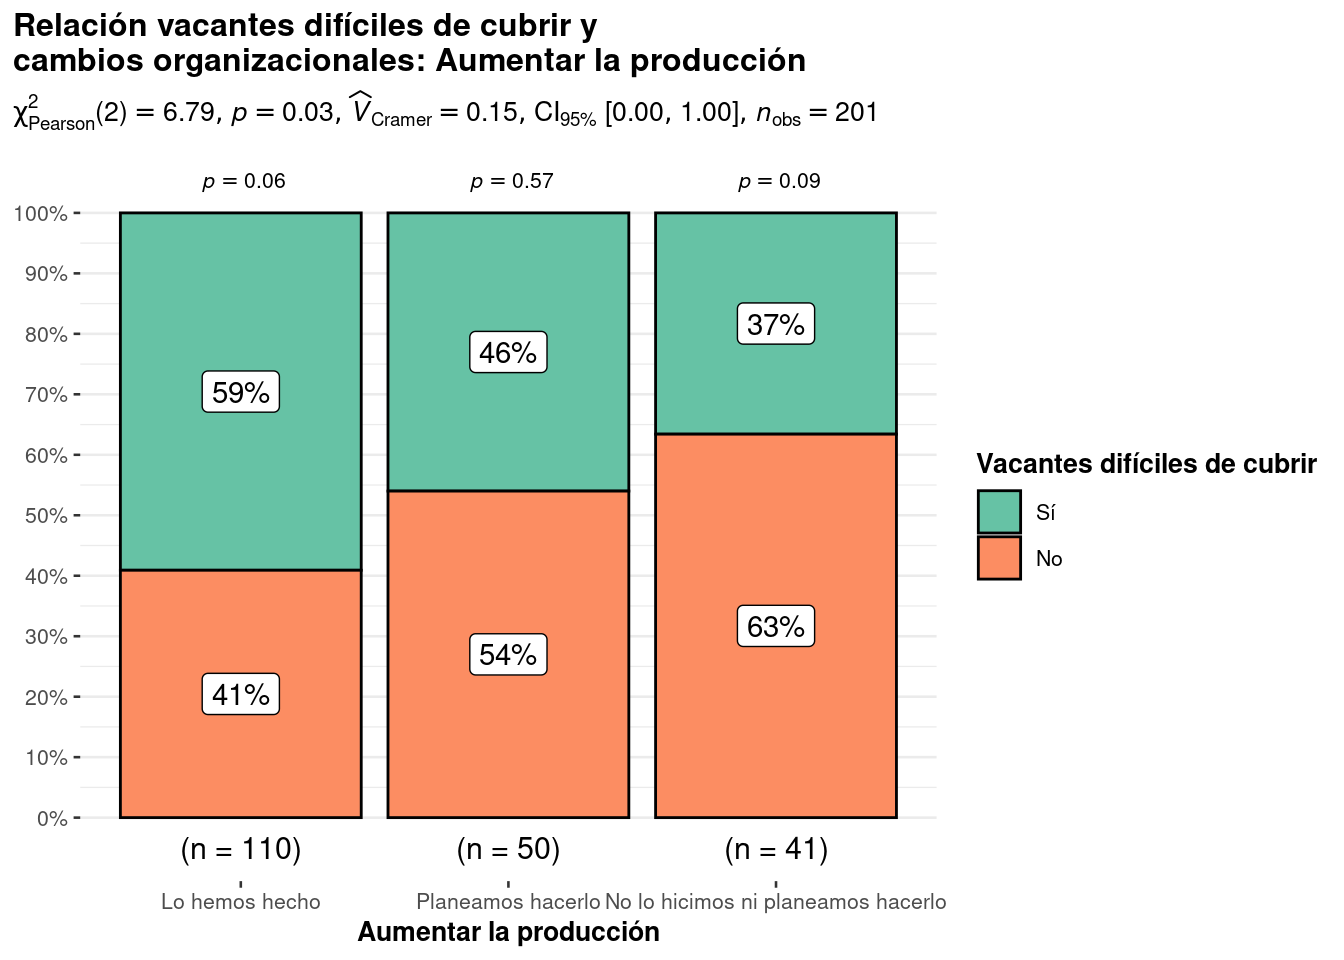 Relación vacantes difíciles de cubrir y
cambios organizacionales: Aumentar la producción
χ²Pearson(2) = 6.79, p = 0.03, V̂Cramer = 0.15, CI95% [0.00, 1.00], nobs = 201
p = 0.06 p = 0.57 p = 0.09
100%
90%
80%
70%
60%
50%
40%
30%
20%
10%
0%
59%
41%
46%
54%
37%
63%
(n = 110) (n = 50) (n = 41)
Lo hemos hecho Planeamos hacerlo No lo hicimos ni planeamos hacerlo
Aumentar la producción
Vacantes difíciles de cubrir
Sí
No